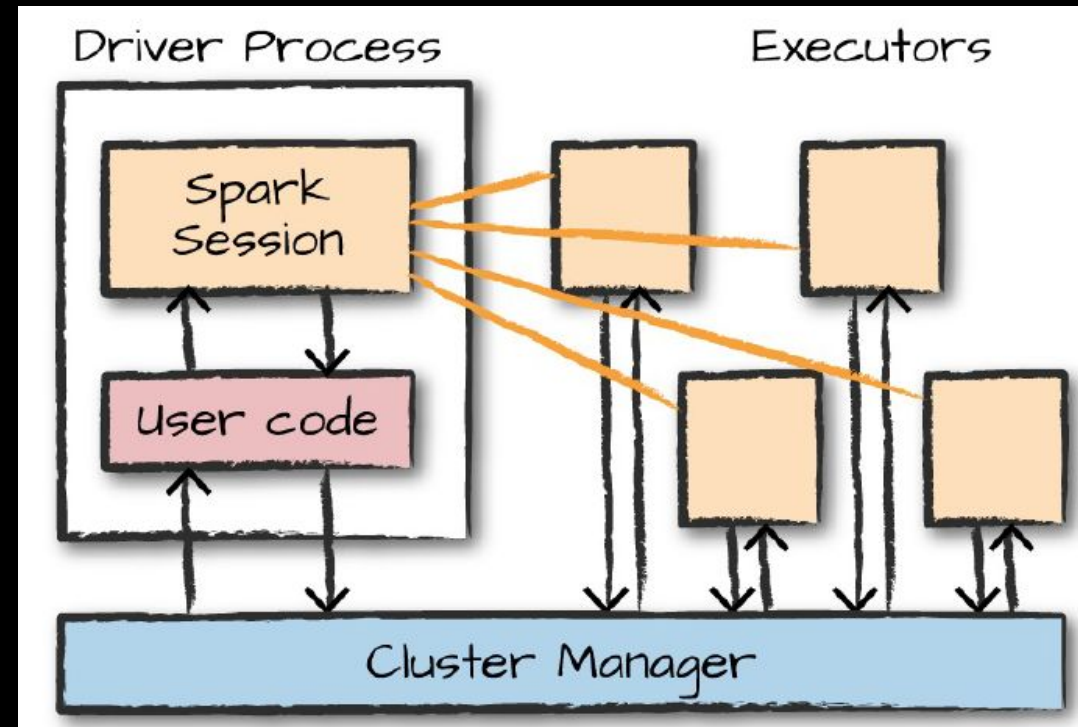 Driver Process
Executors
Spark
Session
User code
Cluster Manager